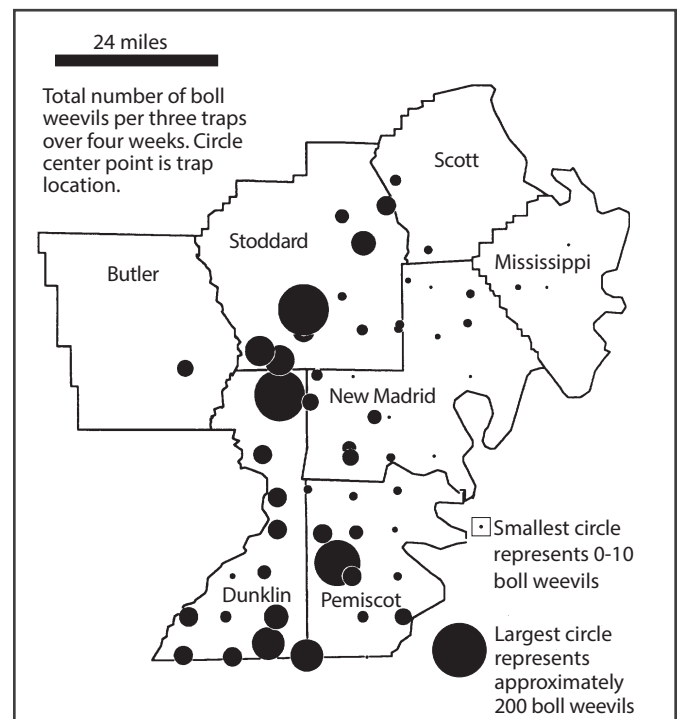 24 miles
Total number of boll
weevils per three traps
over four weeks. Circle
center point is trap
location.
Scott
Stoddard
Mississippi
Butler
New Madrid
Smallest circle
represents 0-10
boll weevils
Dunklin
Pemiscot
Largest circle
represents
approximately
200 boll weevils